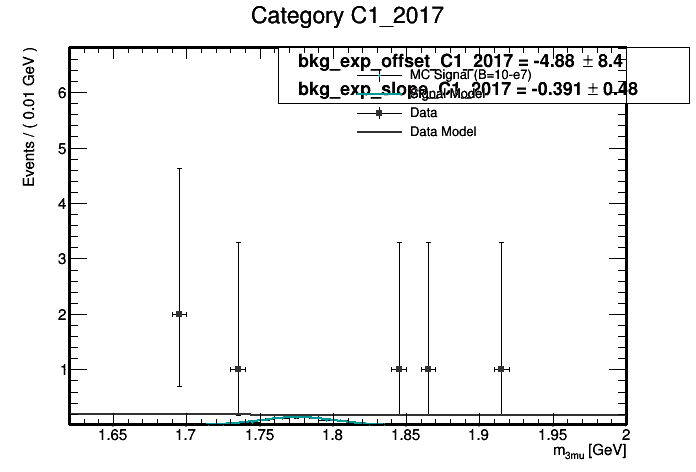 Category C1_2017
bkg_exp_offset_C1_2017 = -4.88 ± 8.4
MC Signal (B=10-e7)
bkg_exp_slope_C1_2017 = -0.391 ± 0.48
Signal Model
Data
Data Model
Events / ( 0.01 GeV )
6
5
4
3
2
1
1.65 1.7 1.75 1.8 1.85 1.9 1.95 2
m3mu [GeV]